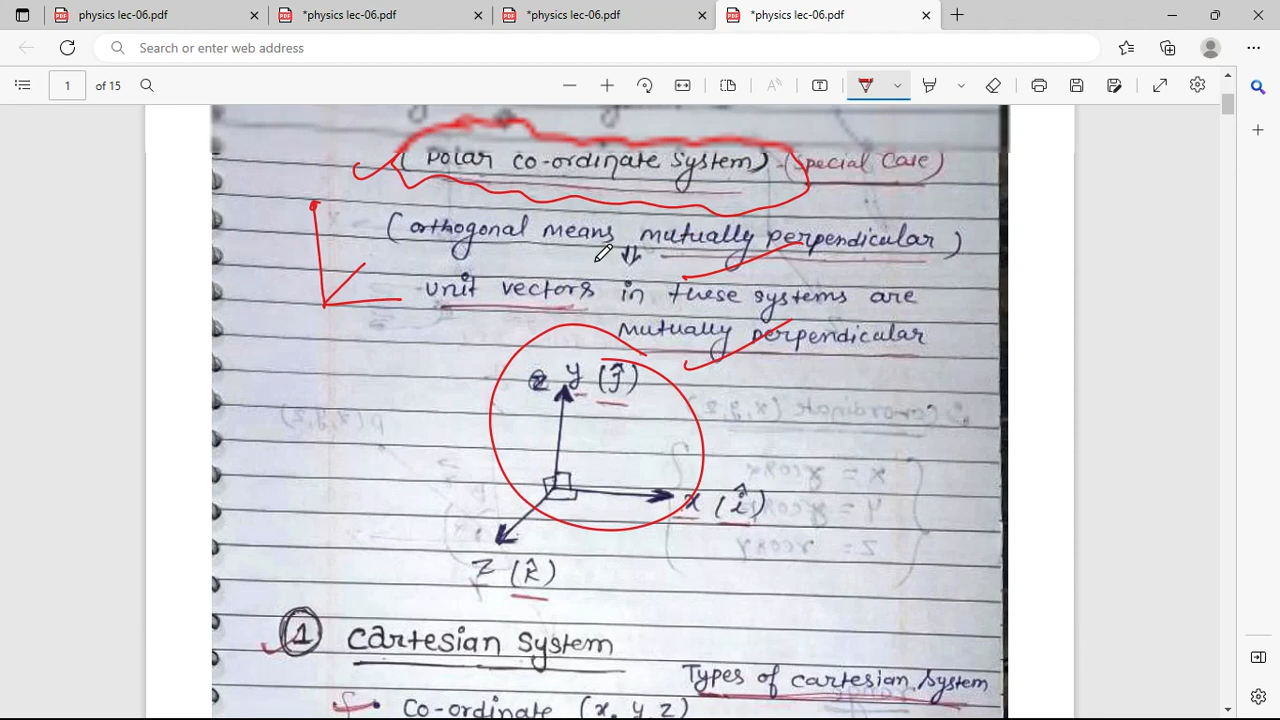 physics lec-06.pdf
*physics lec-06.pdf
*physics lec-06.pdf
*physics lec-06.pdf
Search or enter web address
1 of 15
(Polar co-ordinate System) - (Special Case)
(orthogonal means mutually perpendicular)
unit vectors in these systems are
mutually perpendicular
y (ĵ)
x (î)
z (k̂)
1 Cartesian System
Types of cartesian System
Co-ordinate (x, y, z)